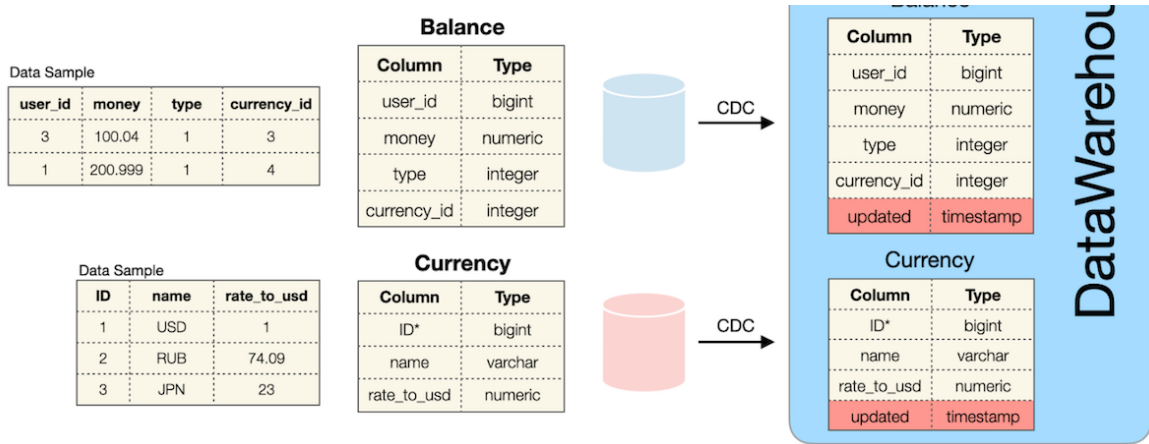 Balance
Column Type
user_id bigint
money numeric
type integer
currency_id integer
Data Sample
user_id money type currency_id
3 100.04 1 3
1 200.999 1 4
CDC
Column Type
user_id bigint
money numeric
type integer
currency_id integer
updated timestamp
Data Sample
ID name rate_to_usd
1 USD 1
2 RUB 74.09
3 JPN 23
Currency
Column Type
ID* bigint
name varchar
rate_to_usd numeric
CDC
Currency
Column Type
ID* bigint
name varchar
rate_to_usd numeric
updated timestamp
DataWarehou